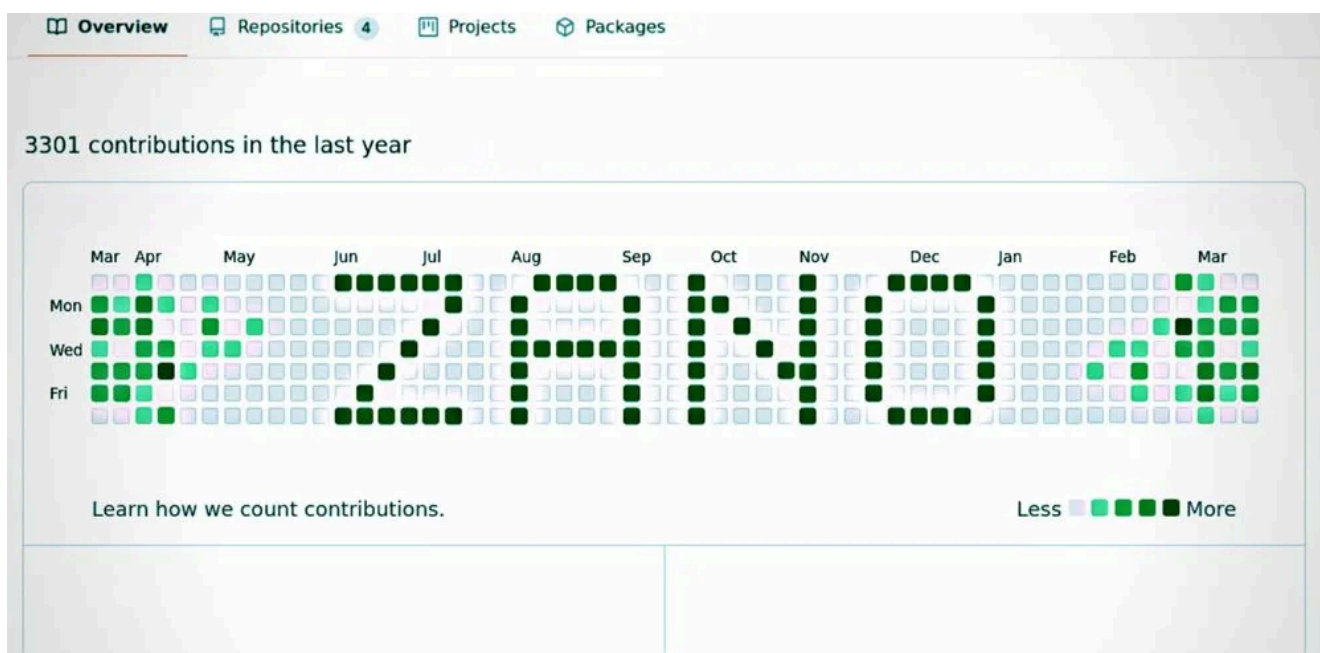 Overview Repositories 4 Projects Packages
3301 contributions in the last year
Mar Apr May Jun Jul Aug Sep Oct Nov Dec Jan Feb Mar
Mon
Wed
Fri
ZANO
Learn how we count contributions.
Less More